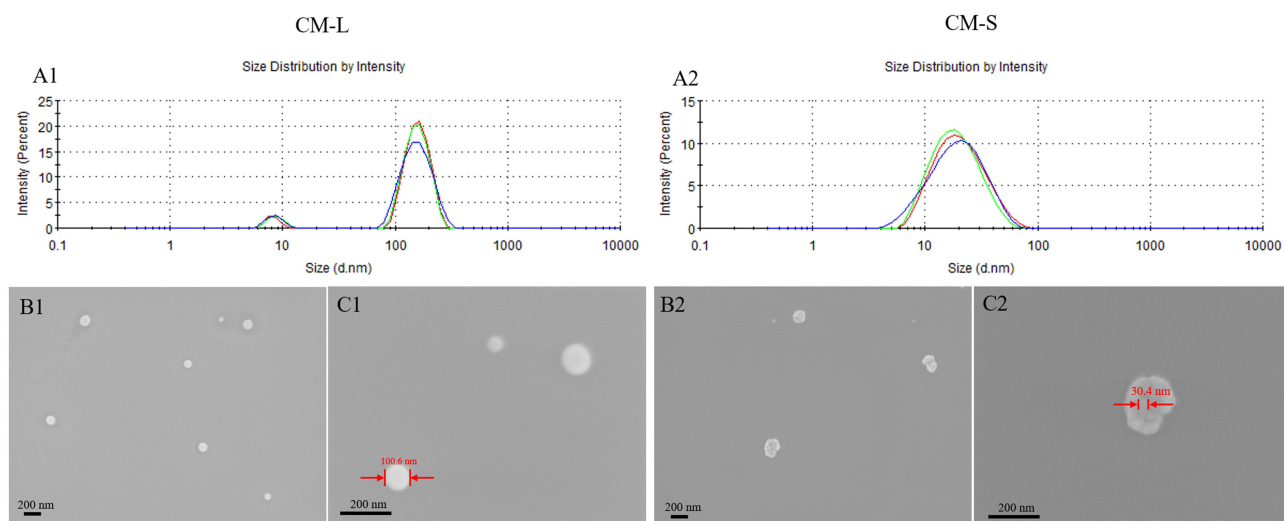 CM-L
CM-S
A1
Size Distribution by Intensity
Intensity (Percent)
25
20
15
10
5
0
0.1 1 10 100 1000 10000
Size (d.nm)
A2
Size Distribution by Intensity
Intensity (Percent)
15
10
5
0
0.1 1 10 100 1000 10000
Size (d.nm)
B1
200 nm
C1
100.6 nm
200 nm
B2
200 nm
C2
30.4 nm
200 nm